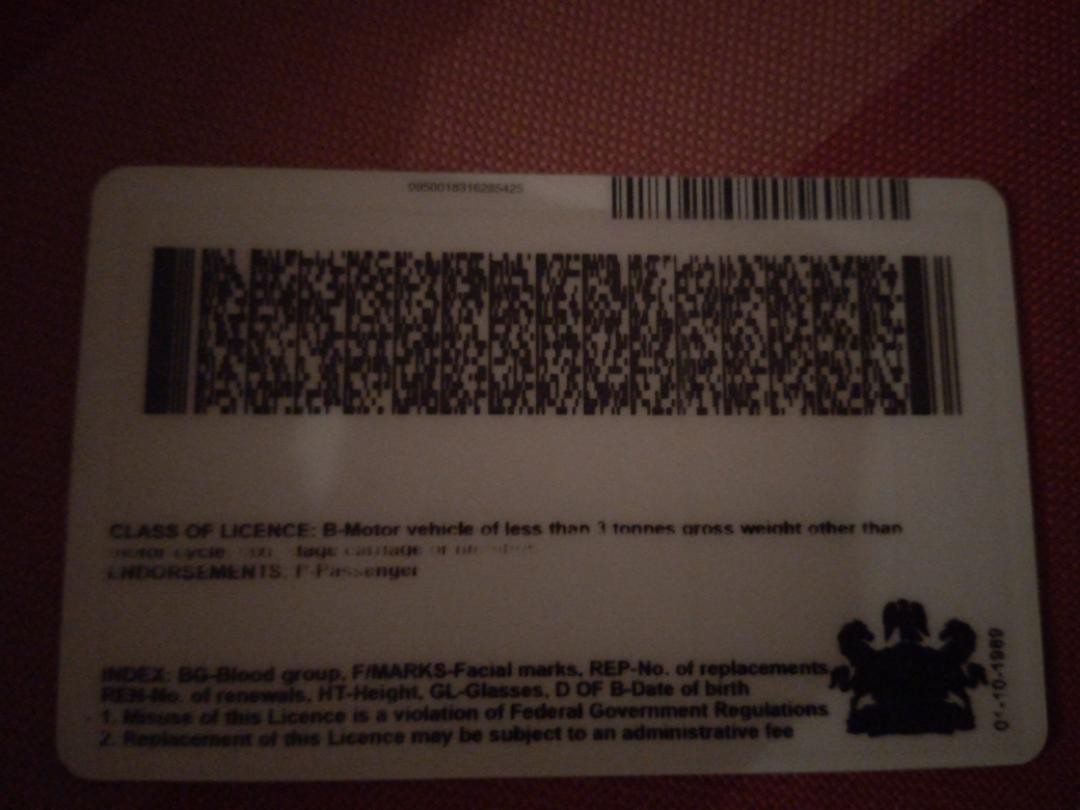 0950018316285425
CLASS OF LICENCE: B-Motor vehicle of less than 3 tonnes gross weight other than
motor cycle, taxi, stage carriage or omnibus
ENDORSEMENTS: P-Passenger
INDEX: BG-Blood group, F/MARKS-Facial marks, REP-No. of replacements,
REN-No. of renewals, HT-Height, GL-Glasses, D OF B-Date of birth
1. Misuse of this Licence is a violation of Federal Government Regulations
2. Replacement of this Licence may be subject to an administrative fee
01-10-1989